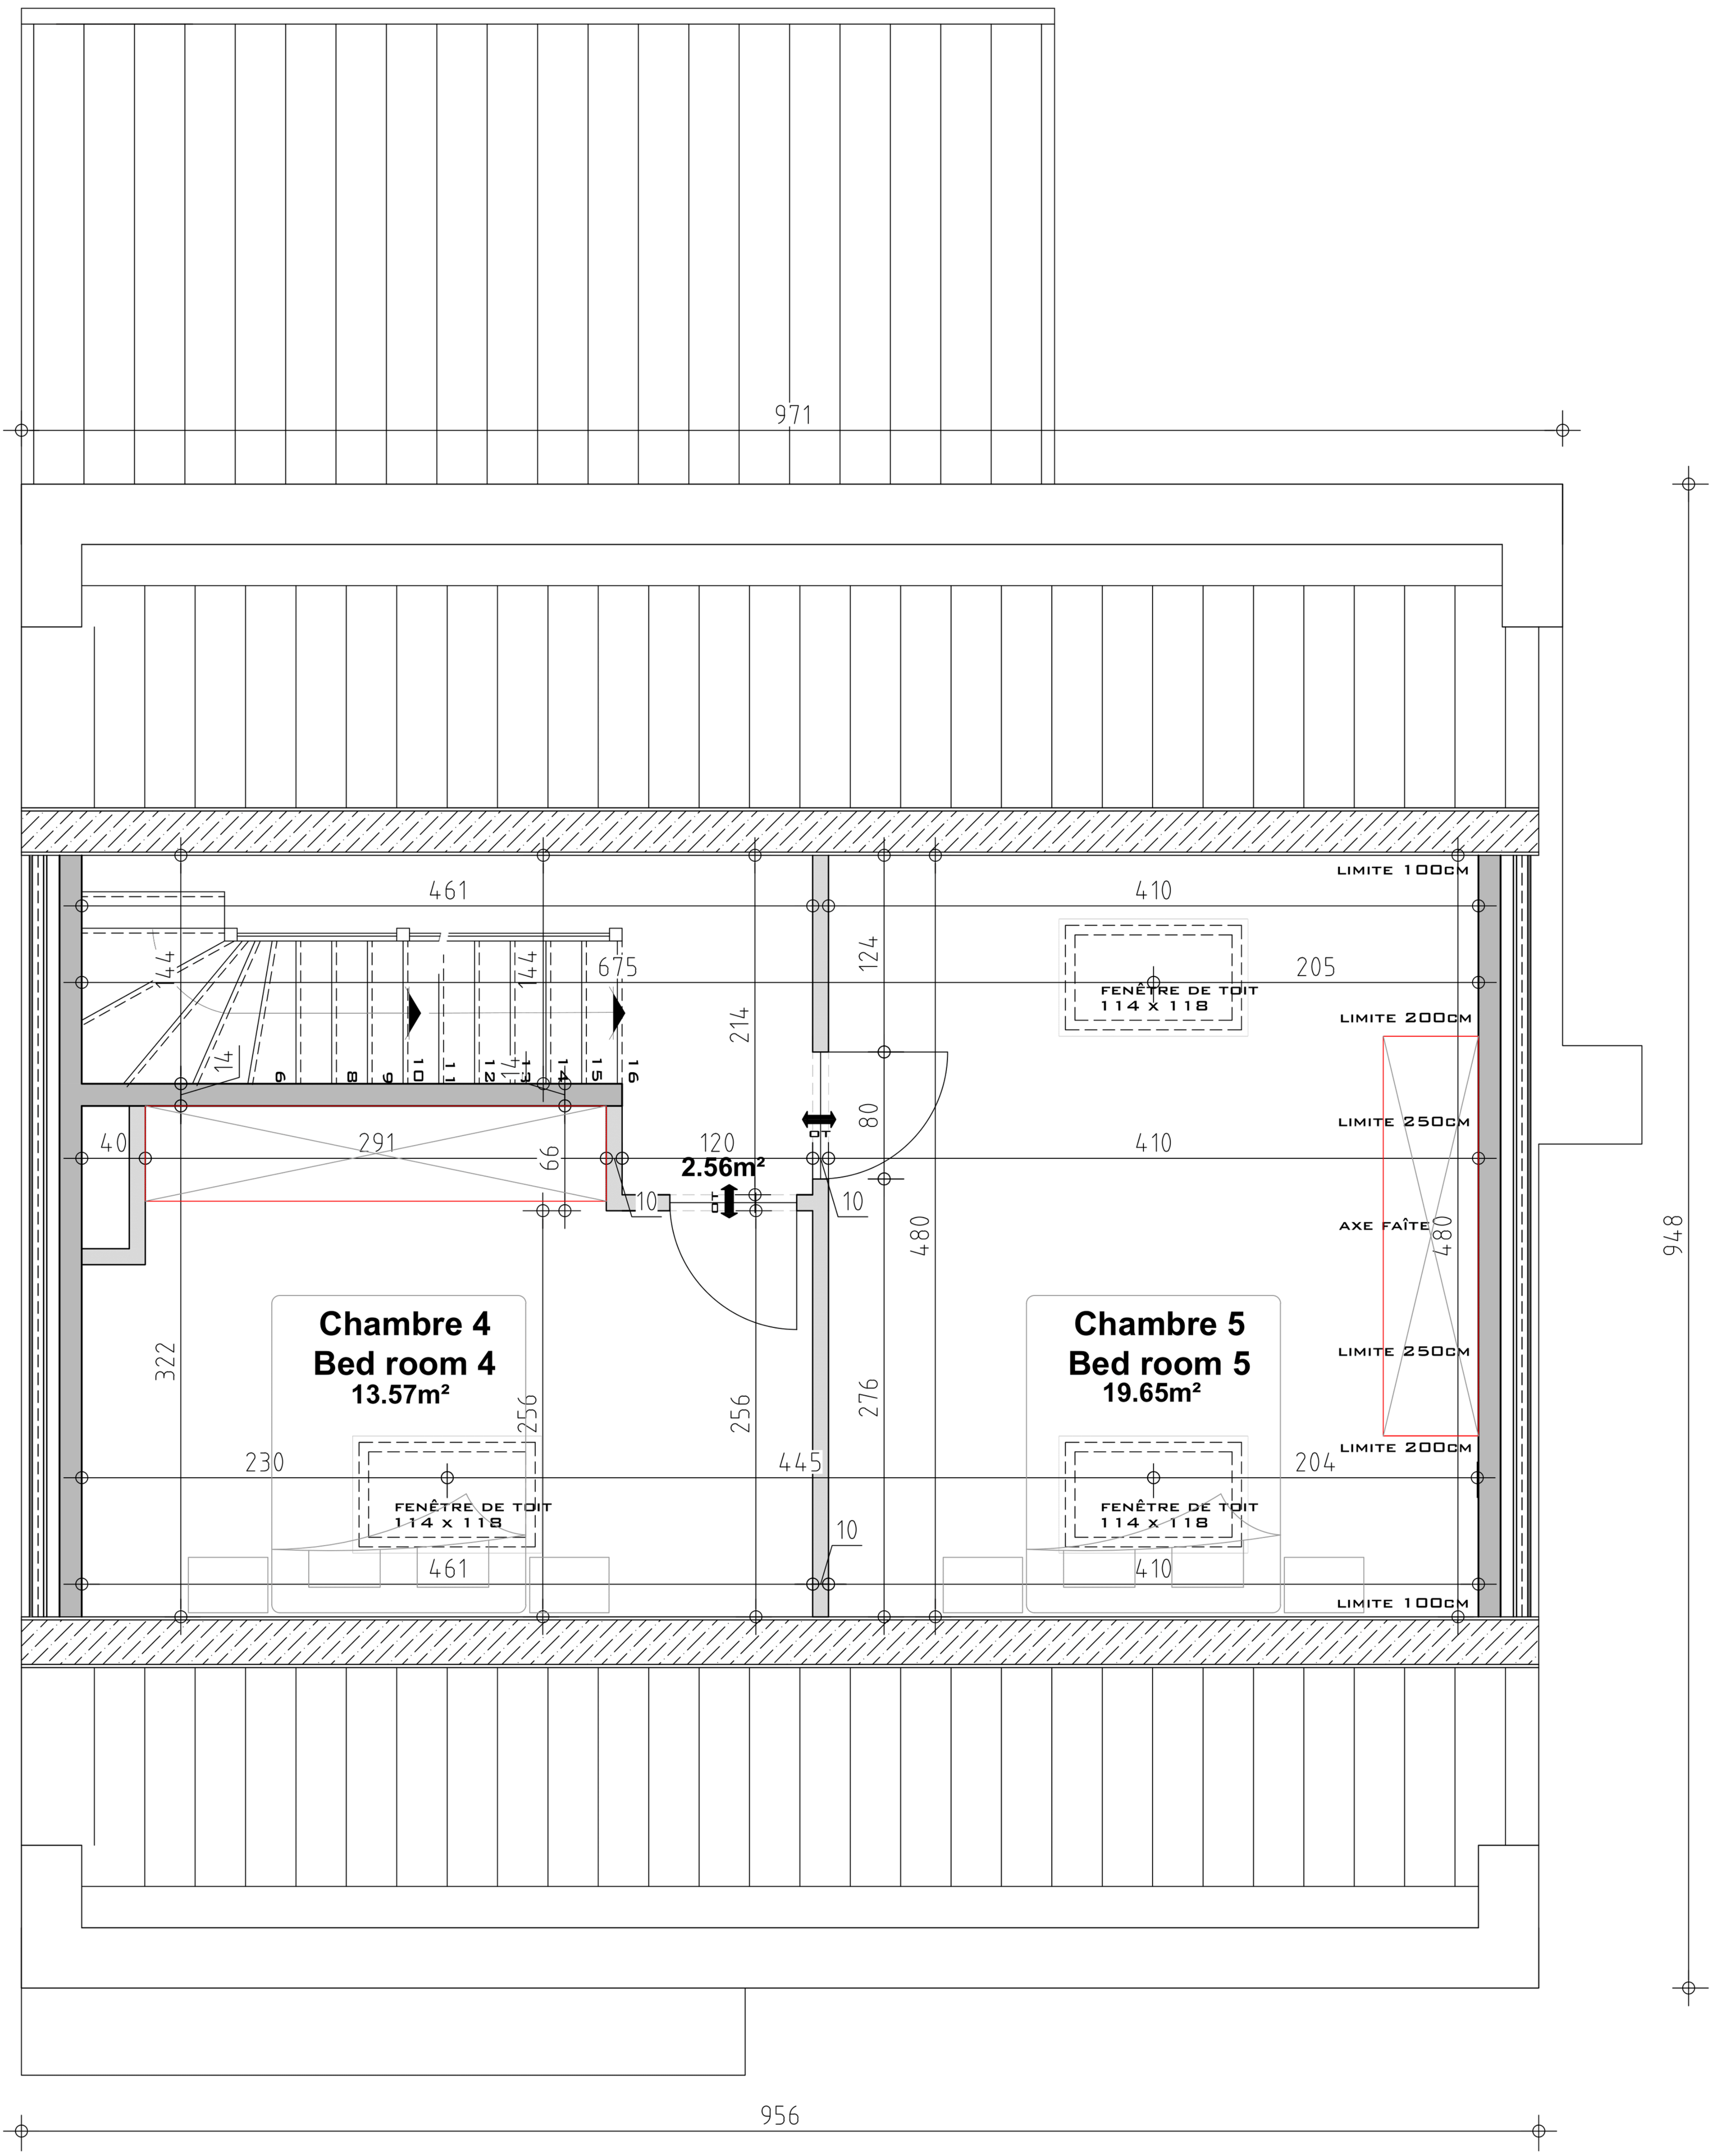 971
461
410
LIMITE 100CM
144
144
675
124
205
FENÊTRE DE TOIT
114 x 118
LIMITE 200CM
214
14
14
6
8
9
10
11
12
13
14
15
16
80
OT
LIMITE 250CM
40
291
66
120
410
2.56m²
OT
10
10
480
AXE FAÎTE
480
948
Chambre 4
Bed room 4
13.57m²
Chambre 5
Bed room 5
19.65m²
322
256
256
276
LIMITE 250CM
LIMITE 200CM
230
445
204
FENÊTRE DE TOIT
114 x 118
FENÊTRE DE TOIT
114 x 118
10
461
410
LIMITE 100CM
956